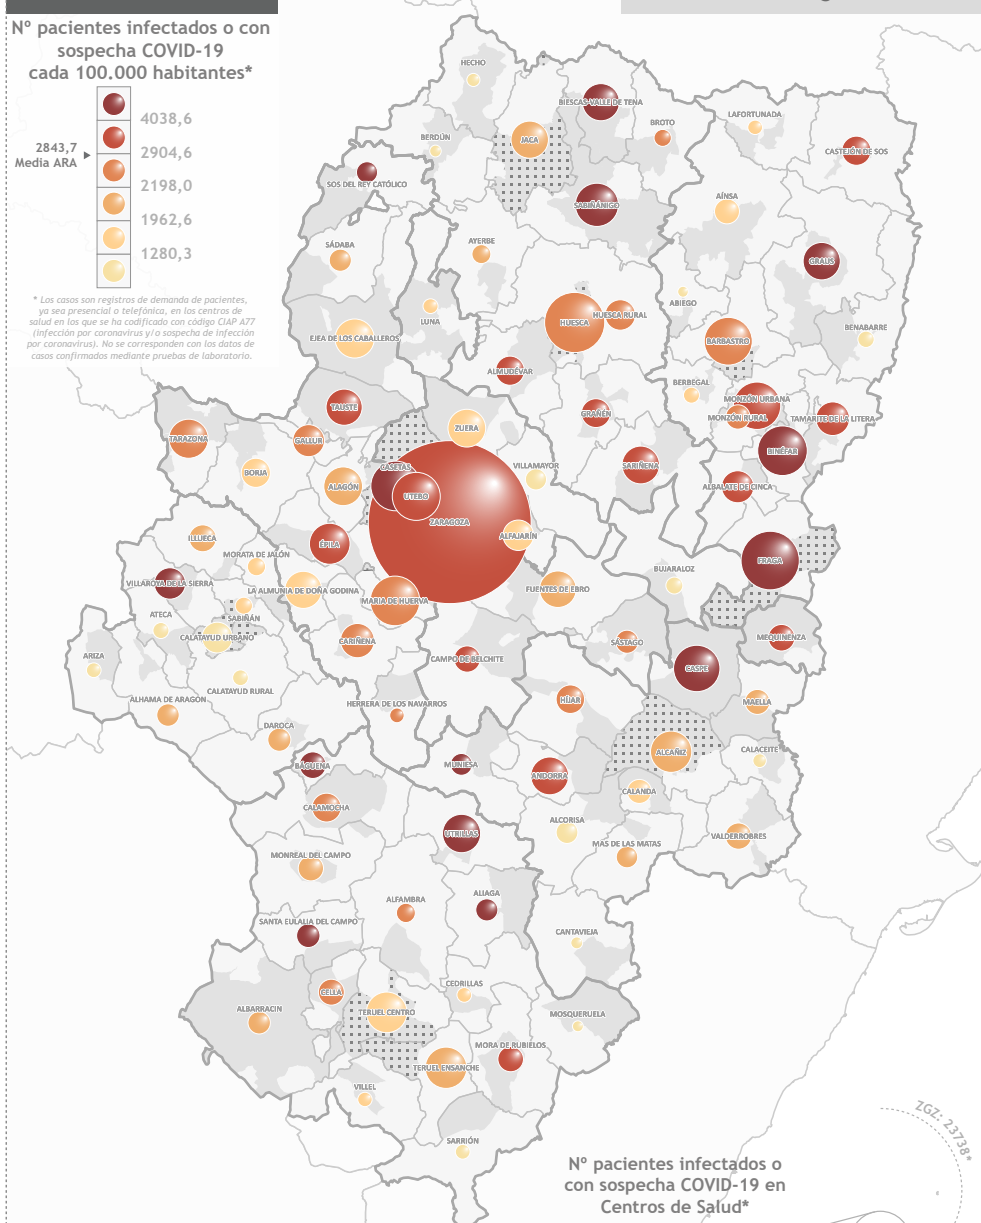 Nº pacientes infectados o con
sospecha COVID-19
cada 100.000 habitantes*
4038,6
2843,7
Media ARA
2904,6
2198,0
1962,6
1280,3
* Los casos son registros de demanda de pacientes,
ya sea presencial o telefónica, en los centros de
salud en los que se ha codificado con código CIAP A77
(infección por coronavirus y/o sospecha de infección
por coronavirus). No se corresponden con los datos de
casos confirmados mediante pruebas de laboratorio.
HECHO
BIESCAS-VALLE DE TENA
LAFORTUNADA
BROTO
BERDÚN
JACA
CASTEJÓN DE SOS
SOS DEL REY CATÓLICO
AÍNSA
SABIÑÁNIGO
SÁDABA
AYERBE
GRAUS
ABIEGO
LUNA
HUESCA
HUESCA RURAL
BENABARRE
EJEA DE LOS CABALLEROS
BARBASTRO
ALMUDÉVAR
BERBEGAL
MONZÓN URBANA
TAUSTE
GRAÑÉN
MONZÓN RURAL
TAMARITE DE LA LITERA
ZUERA
TARAZONA
GALLUR
BINÉFAR
CASETAS
VILLAMAYOR
SARIÑENA
BORJA
ALAGÓN
UTEBO
ALBALATE DE CINCA
ZARAGOZA
ILLUECA
ALFAJARÍN
ÉPILA
MORATA DE JALÓN
FRAGA
BUJARALOZ
VILLAROYA DE LA SIERRA
LA ALMUNIA DE DOÑA GODINA
FUENTES DE EBRO
MARIA DE HUERVA
ATECA
SABIÑÁN
CALATAYUD URBANO
CARIÑENA
SÁSTAGO
MEQUINENZA
ARIZA
CAMPO DE BELCHITE
CASPE
CALATAYUD RURAL
ALHAMA DE ARAGÓN
HERRERA DE LOS NAVARROS
HÍJAR
MAELLA
DAROCA
ALCAÑIZ
CALACEITE
BÁGUENA
MUNIESA
ANDORRA
CALANDA
CALAMOCHA
ALCORISA
UTRILLAS
VALDERROBRES
MAS DE LAS MATAS
MONREAL DEL CAMPO
ALIAGA
ALFAMBRA
SANTA EULALIA DEL CAMPO
CANTAVIEJA
CEDRILLAS
CELLA
ALBARRACIN
TERUEL CENTRO
MOSQUERUELA
MORA DE RUBIELOS
TERUEL ENSANCHE
VILLEL
SARRIÓN
ZGZ: 23738*
Nº pacientes infectados o
con sospecha COVID-19 en
Centros de Salud*